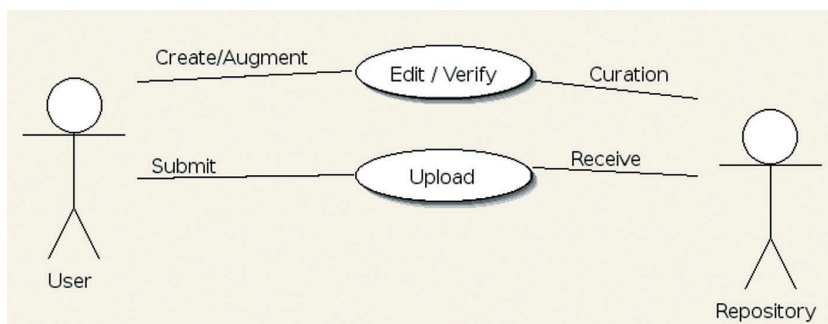 Create/Augment
Edit / Verify
Curation
Submit
Upload
Receive
User
Repository